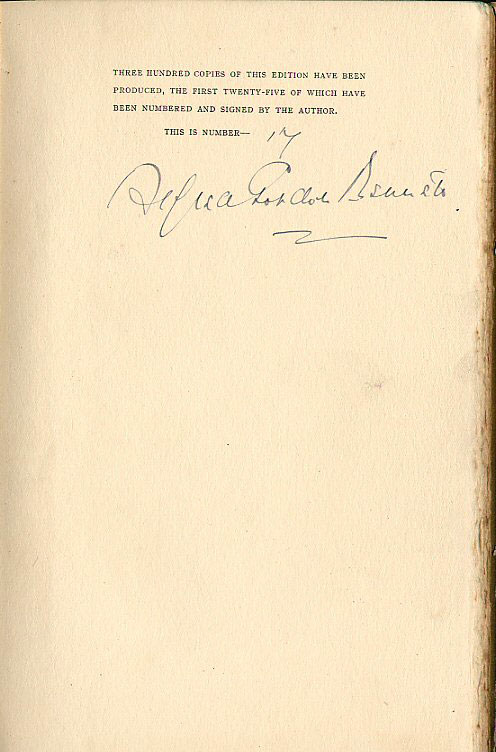 THREE HUNDRED COPIES OF THIS EDITION HAVE BEEN
PRODUCED, THE FIRST TWENTY-FIVE OF WHICH HAVE
BEEN NUMBERED AND SIGNED BY THE AUTHOR.
THIS IS NUMBER— 17
Alfred Gordon Bennett.